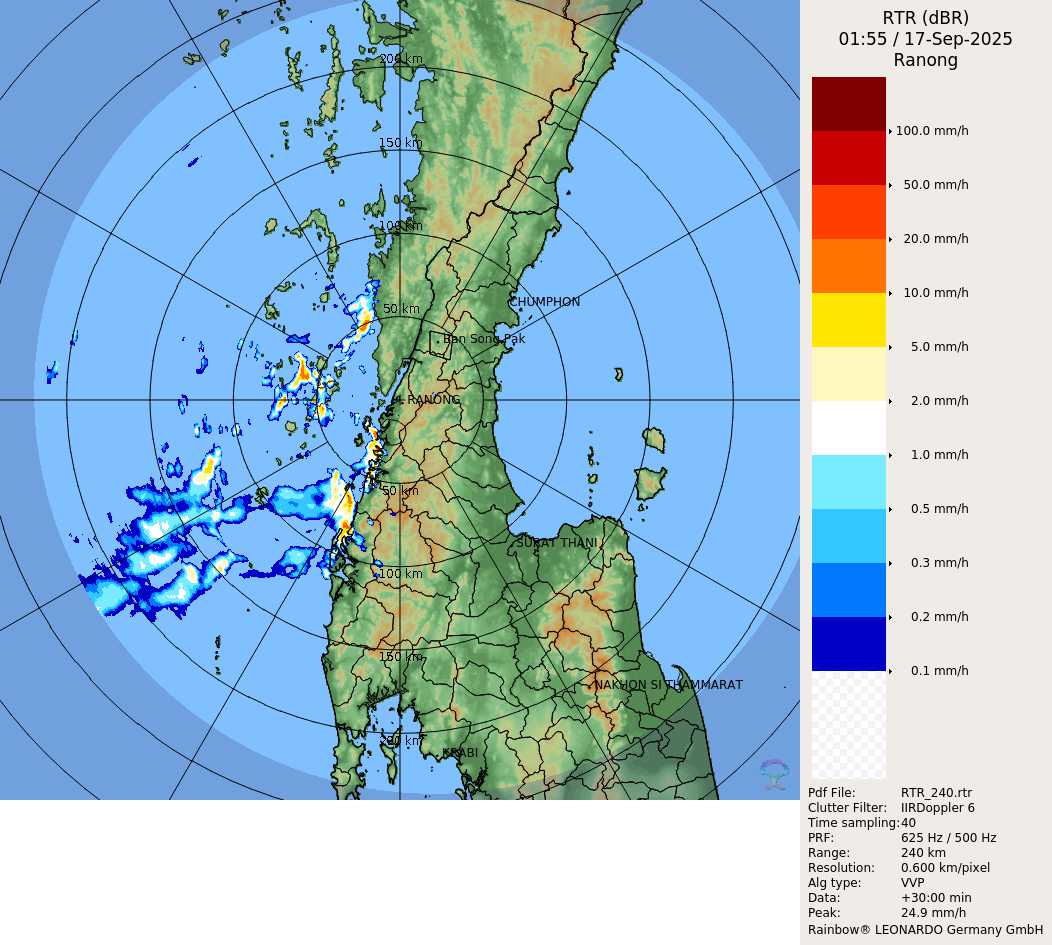 RTR (dBR)
01:55 / 17-Sep-2025
Ranong
200 km
150 km
100 km
50 km
CHUMPHON
Ban Song Pak
RANONG
50 km
SURAT THANI
100 km
150 km
NAKHON SI THAMMARAT
200 km
KRABI
100.0 mm/h
50.0 mm/h
20.0 mm/h
10.0 mm/h
5.0 mm/h
2.0 mm/h
1.0 mm/h
0.5 mm/h
0.3 mm/h
0.2 mm/h
0.1 mm/h
Pdf File: RTR_240.rtr
Clutter Filter: IIRDoppler 6
Time sampling:40
PRF: 625 Hz / 500 Hz
Range: 240 km
Resolution: 0.600 km/pixel
Alg type: VVP
Data: +30:00 min
Peak: 24.9 mm/h
Rainbow® LEONARDO Germany GmbH